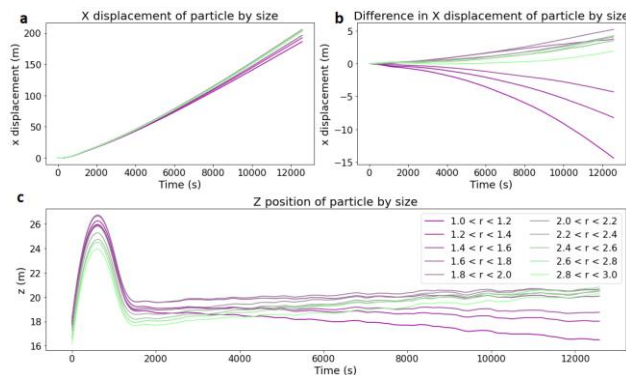 a
X displacement of particle by size
x displacement (m)
200
150
100
50
0
0 2000 4000 6000 8000 10000 12000
Time (s)
b
Difference in X displacement of particle by size
x displacement (m)
5
0
−5
−10
−15
0 2000 4000 6000 8000 10000 12000
Time (s)
c
Z position of particle by size
z (m)
26
24
22
20
18
16
1.0 < r < 1.2
1.2 < r < 1.4
1.4 < r < 1.6
1.6 < r < 1.8
1.8 < r < 2.0
2.0 < r < 2.2
2.2 < r < 2.4
2.4 < r < 2.6
2.6 < r < 2.8
2.8 < r < 3.0
0 2000 4000 6000 8000 10000 12000
Time (s)